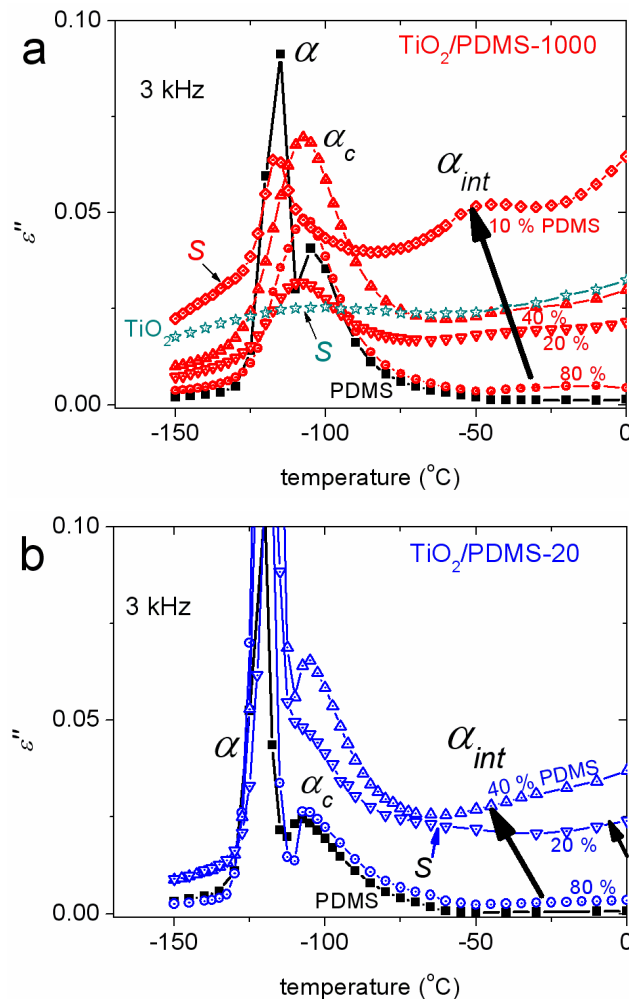 a
TiO2/PDMS-1000
3 kHz
α
αc
αint
S
10 % PDMS
TiO2
S
40 %
20 %
80 %
PDMS
0.10
0.05
0.00
ε''
-150
-100
-50
0
temperature (°C)
b
TiO2/PDMS-20
3 kHz
α
αc
αint
40 % PDMS
S
20 %
80 %
PDMS
0.10
0.05
0.00
ε''
-150
-100
-50
0
temperature (°C)